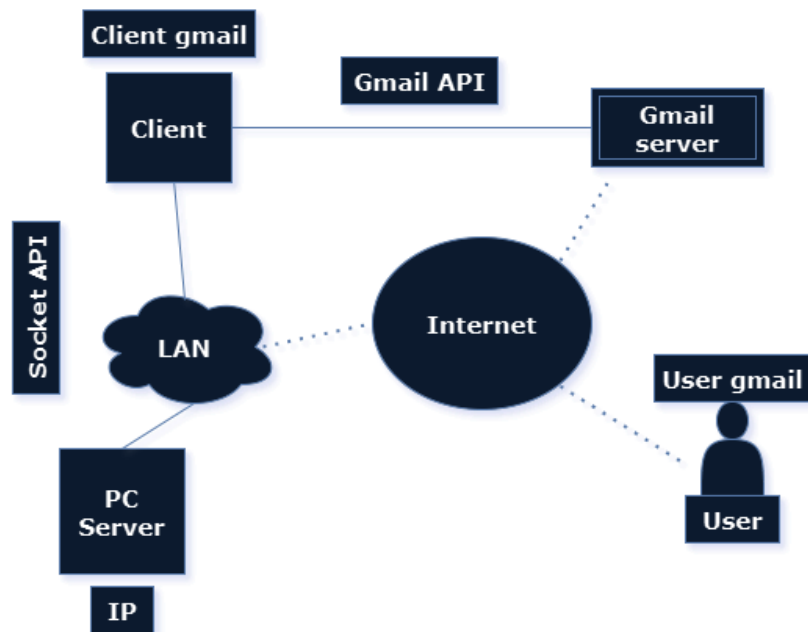 Client gmail
Gmail API
Client
Gmail
server
Socket API
Internet
LAN
User gmail
PC
Server
User
IP